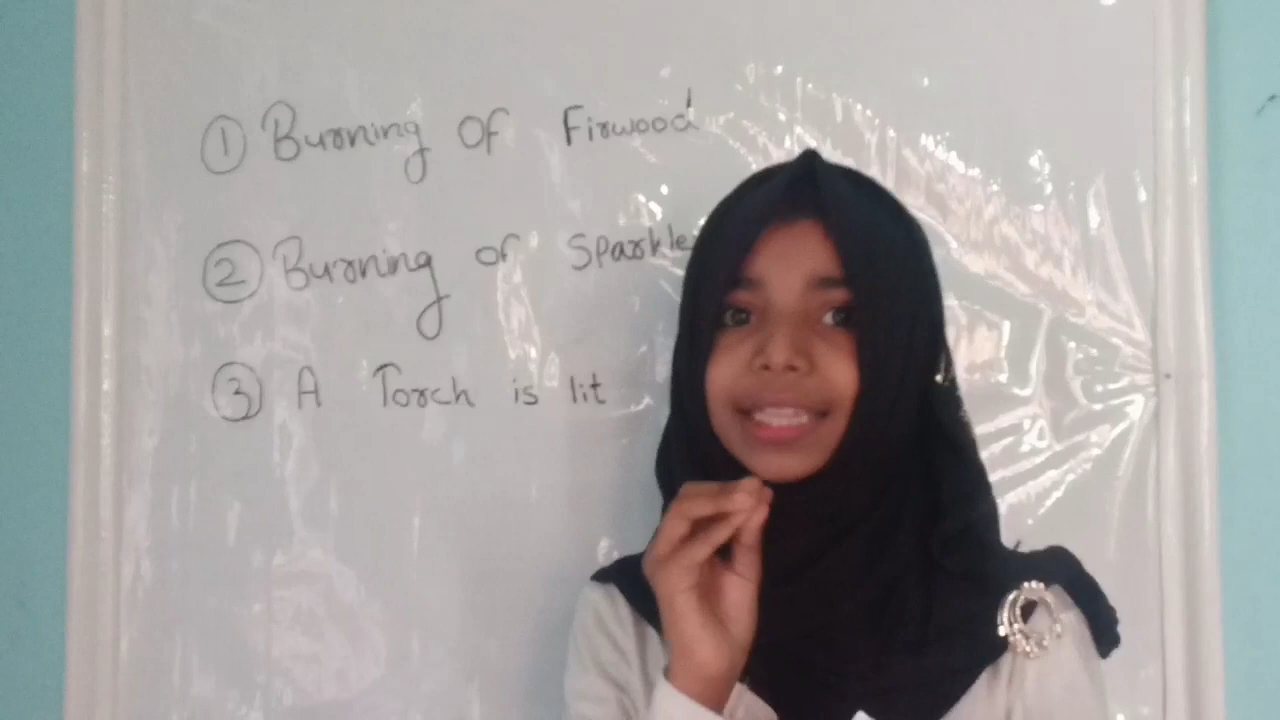 ① Burning Of Firwood
② Burning of Sparkle
③ A Torch is lit